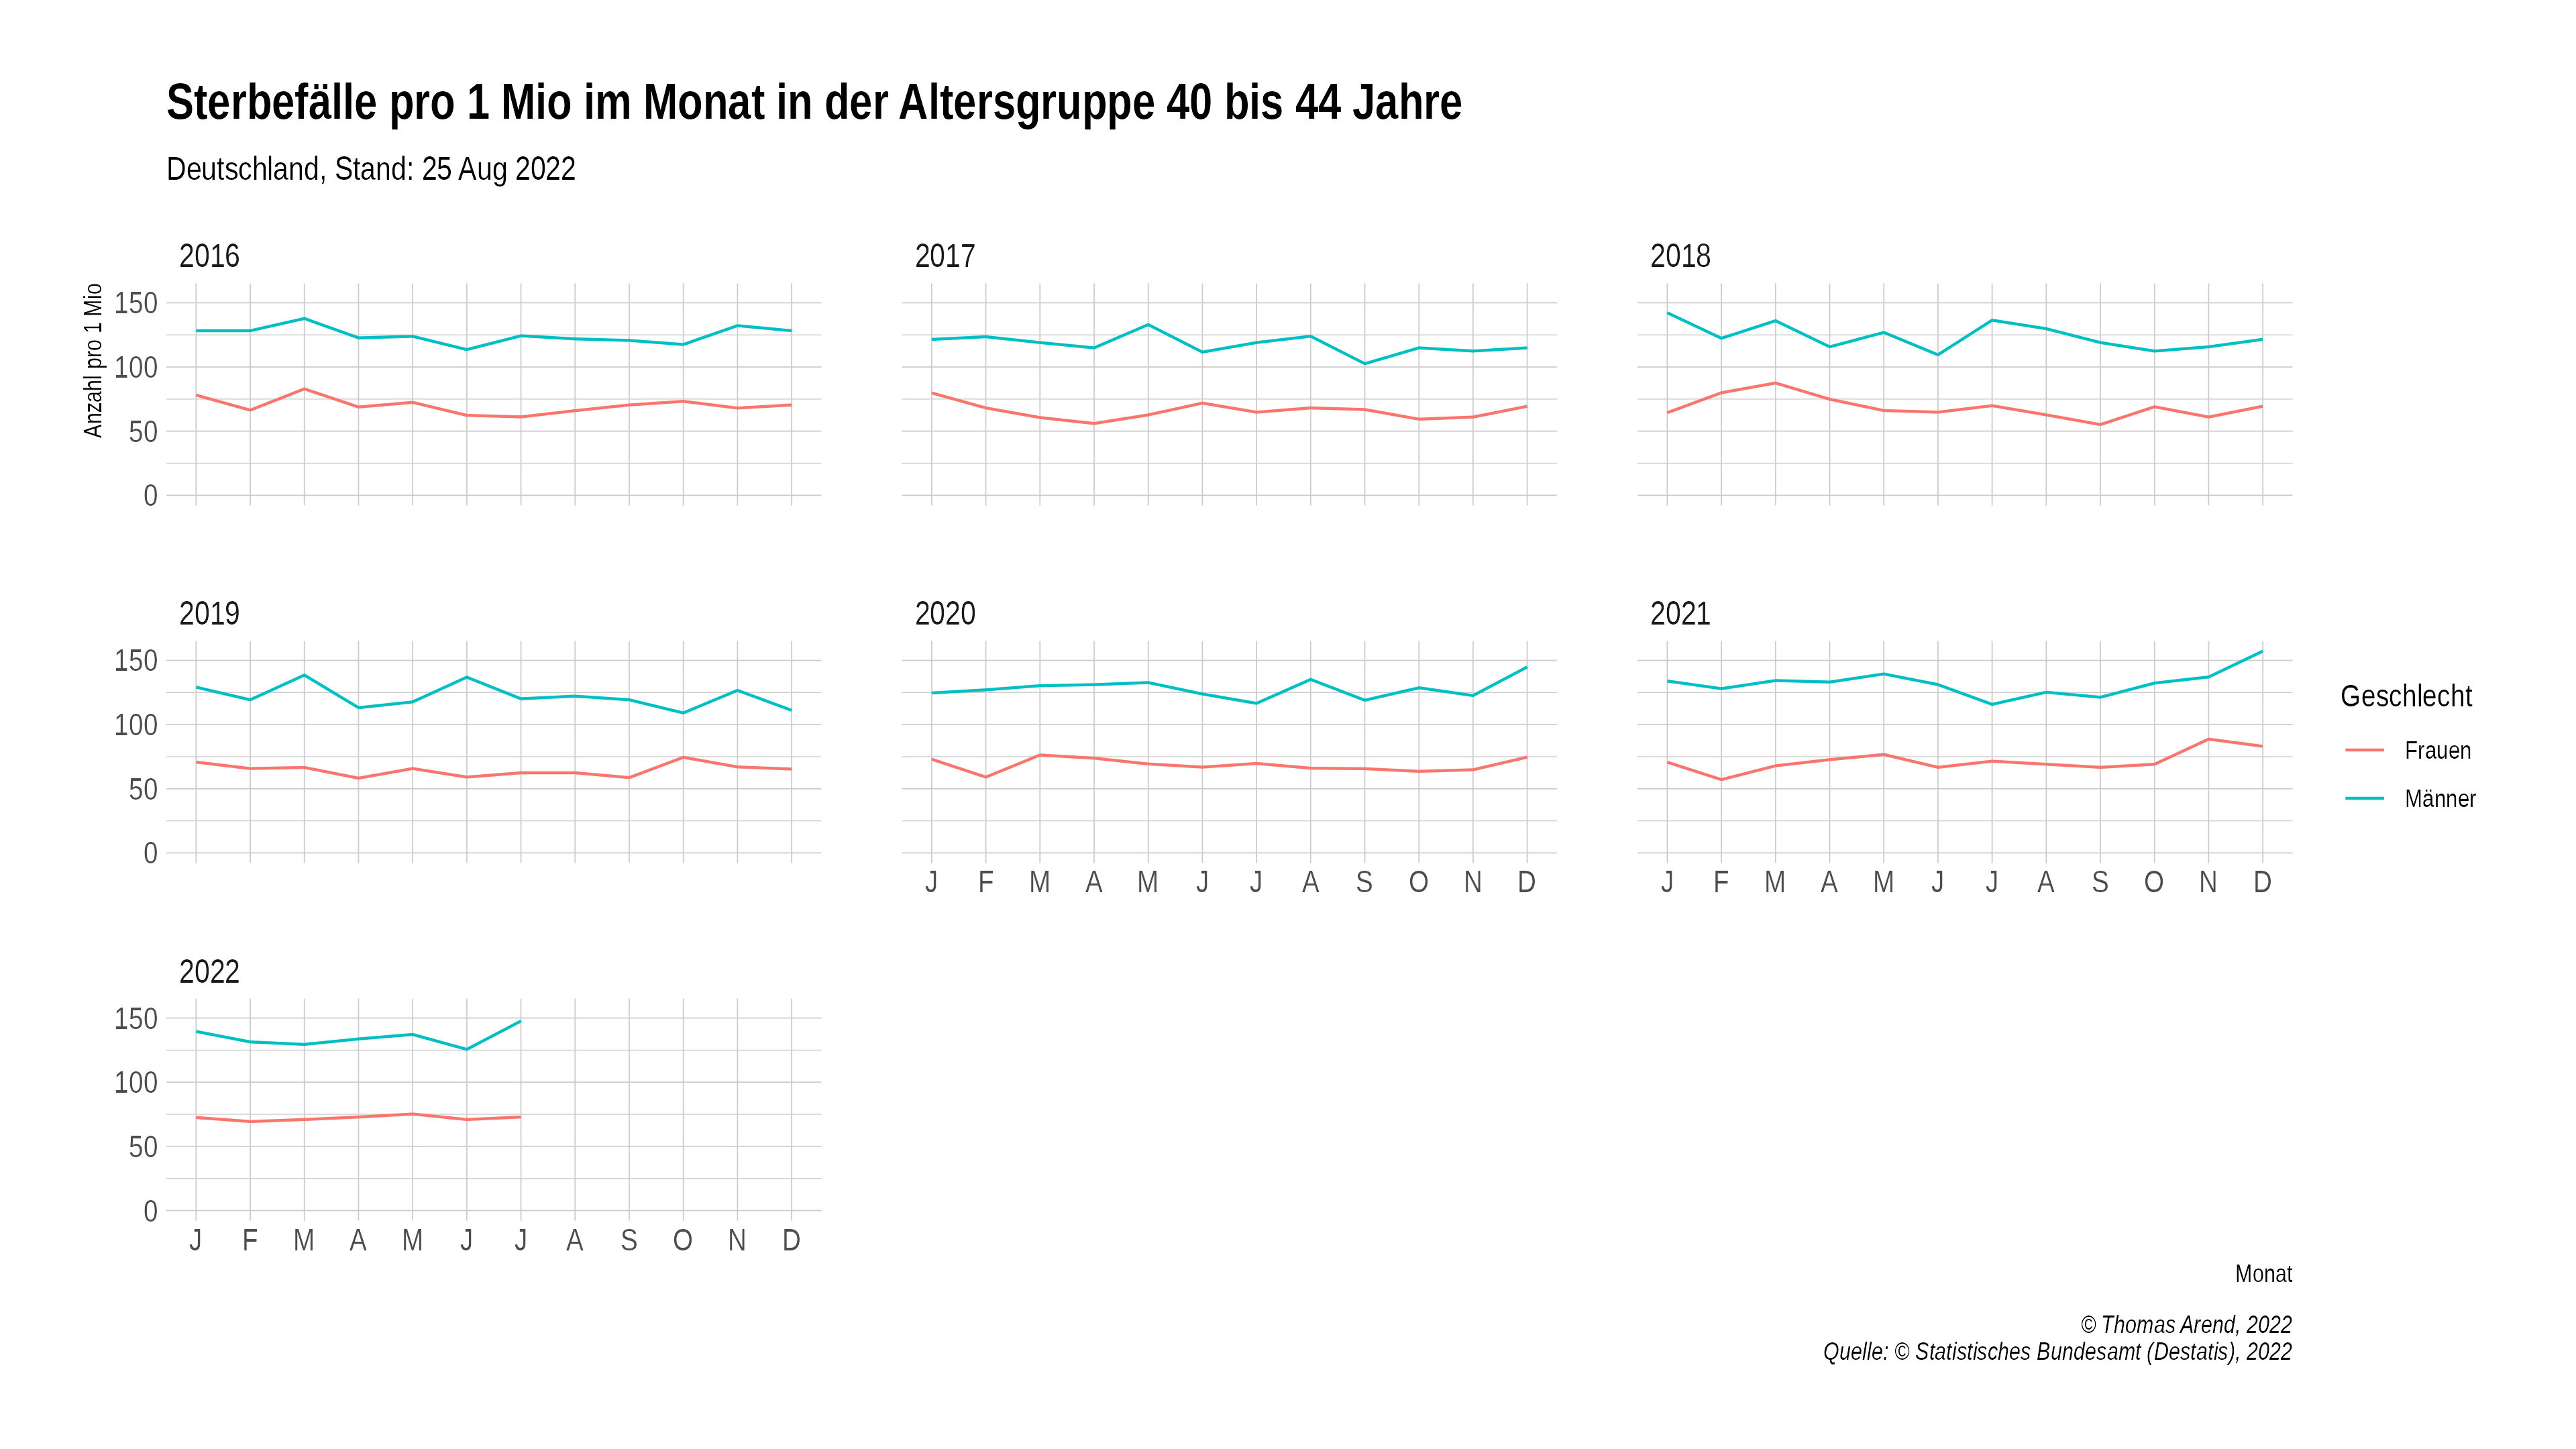 Sterbefälle pro 1 Mio im Monat in der Altersgruppe 40 bis 44 Jahre
Deutschland, Stand: 25 Aug 2022
2016
2017
2018
Anzahl pro 1 Mio
150
100
50
0
2019
2020
2021
150
100
50
0
J F M A M J J A S O N D
J F M A M J J A S O N D
Geschlecht
Frauen
Männer
2022
150
100
50
0
J F M A M J J A S O N D
Monat
© Thomas Arend, 2022
Quelle: © Statistisches Bundesamt (Destatis), 2022